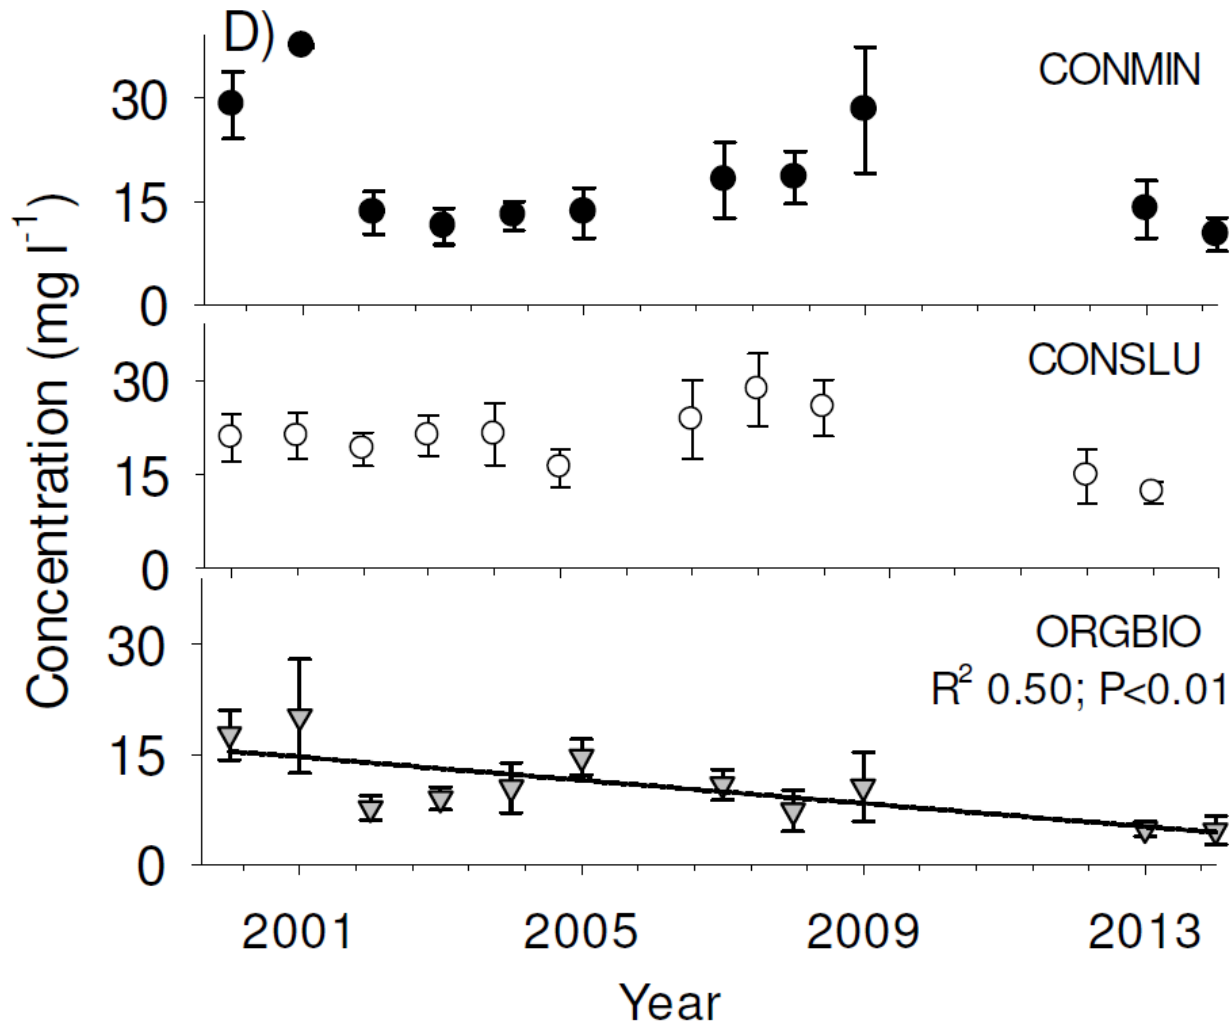 D)
CONMIN
30
15
0
CONSLU
30
15
0
ORGBIO
R² 0.50; P<0.01
30
15
0
Concentration (mg l⁻¹)
2001 2005 2009 2013
Year